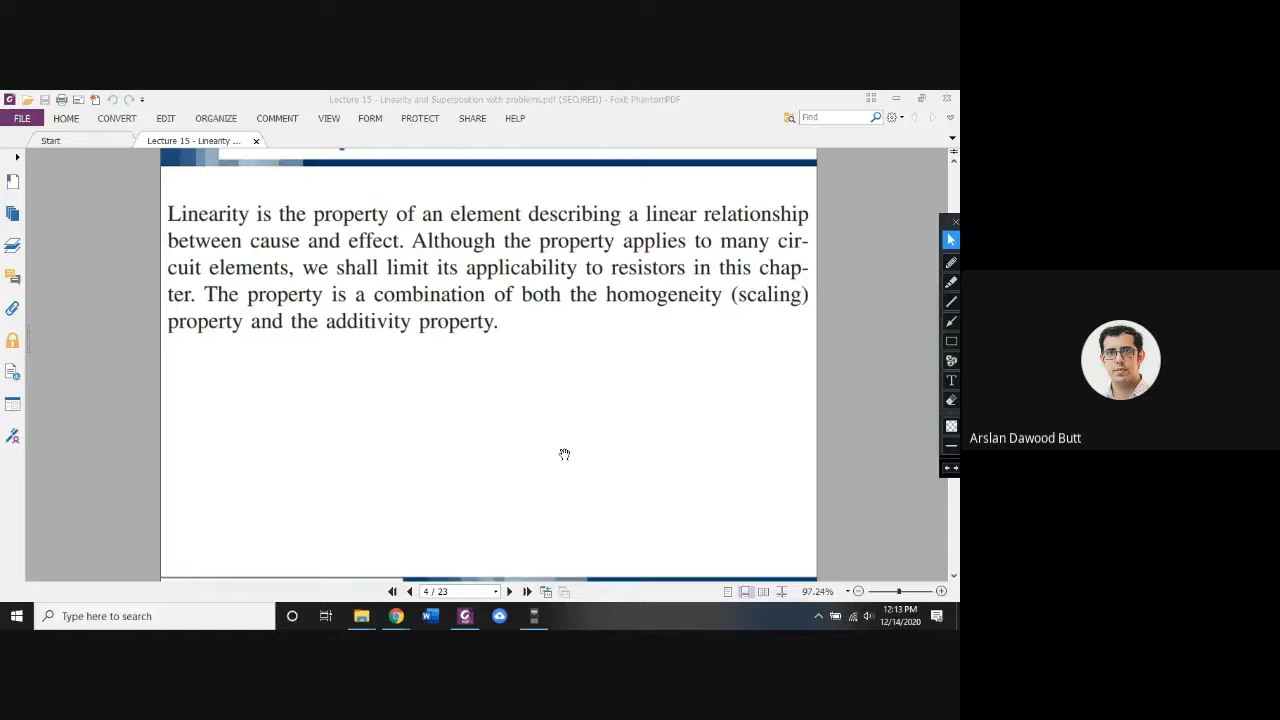 Lecture 15 - Linearity and Superposition with problems.pdf (SECURED) - Foxit PhantomPDF
FILE HOME CONVERT EDIT ORGANIZE COMMENT VIEW FORM PROTECT SHARE HELP Find
Start Lecture 15 - Linearity ...
Linearity is the property of an element describing a linear relationship
between cause and effect. Although the property applies to many cir-
cuit elements, we shall limit its applicability to resistors in this chap-
ter. The property is a combination of both the homogeneity (scaling)
property and the additivity property.
Arslan Dawood Butt
4 / 23 97.24%
Type here to search
12:13 PM
12/14/2020